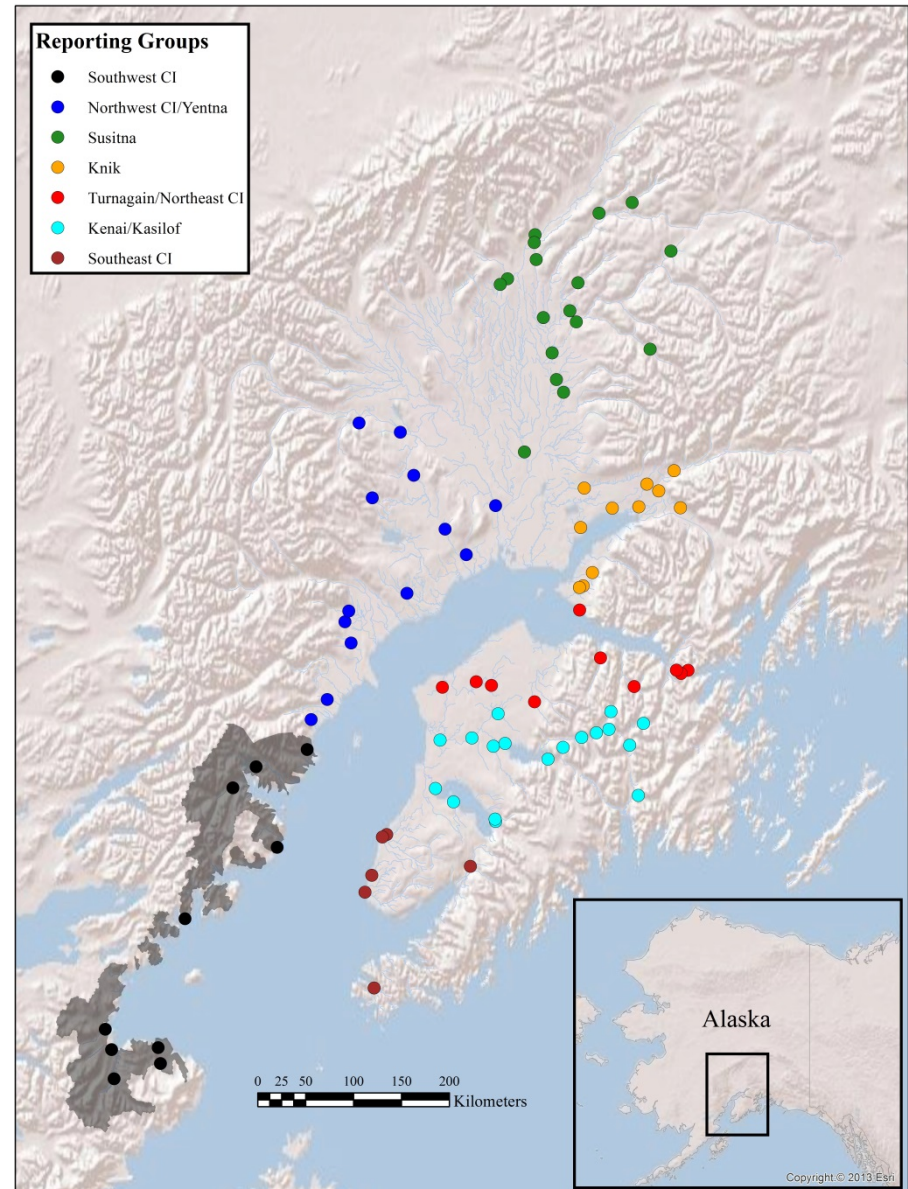 Reporting Groups
Southwest CI
Northwest CI/Yentna
Susitna
Knik
Turnagain/Northeast CI
Kenai/Kasilof
Southeast CI
Alaska
0 25 50 100 150 200
Kilometers
Copyright:© 2013 Esri